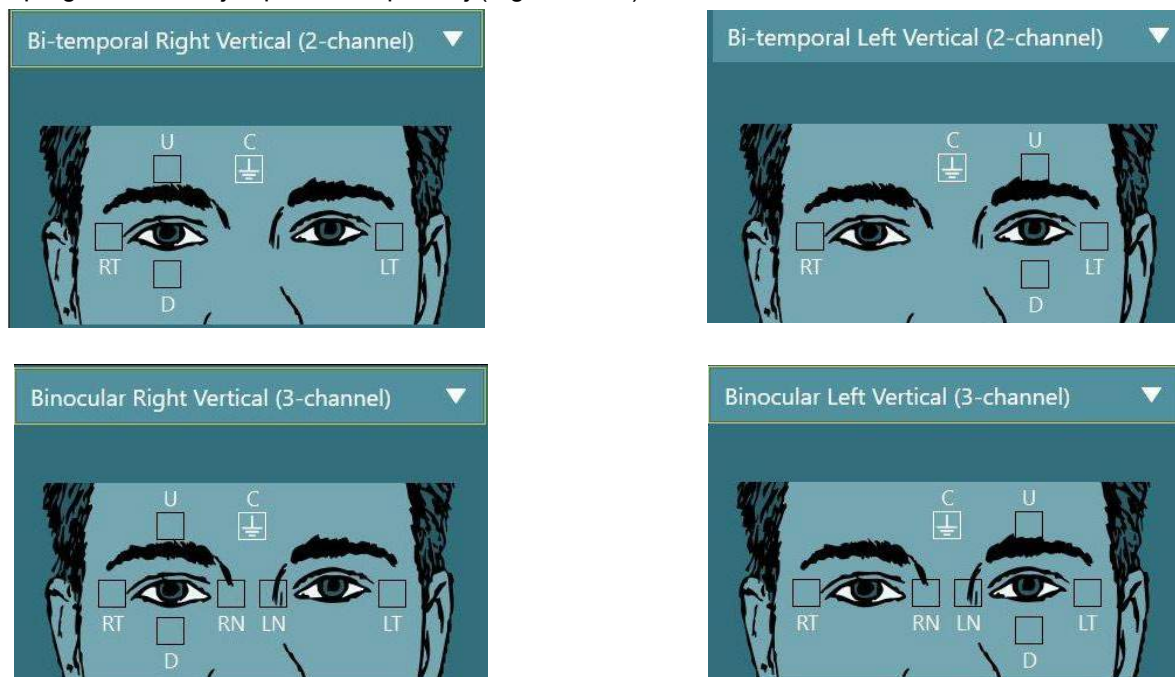 Bi-temporal Right Vertical (2-channel)
U C
RT LT
D
Bi-temporal Left Vertical (2-channel)
C U
RT LT
D
Binocular Right Vertical (3-channel)
U C
RT RN LN LT
D
Binocular Left Vertical (3-channel)
C U
RT RN LN LT
D